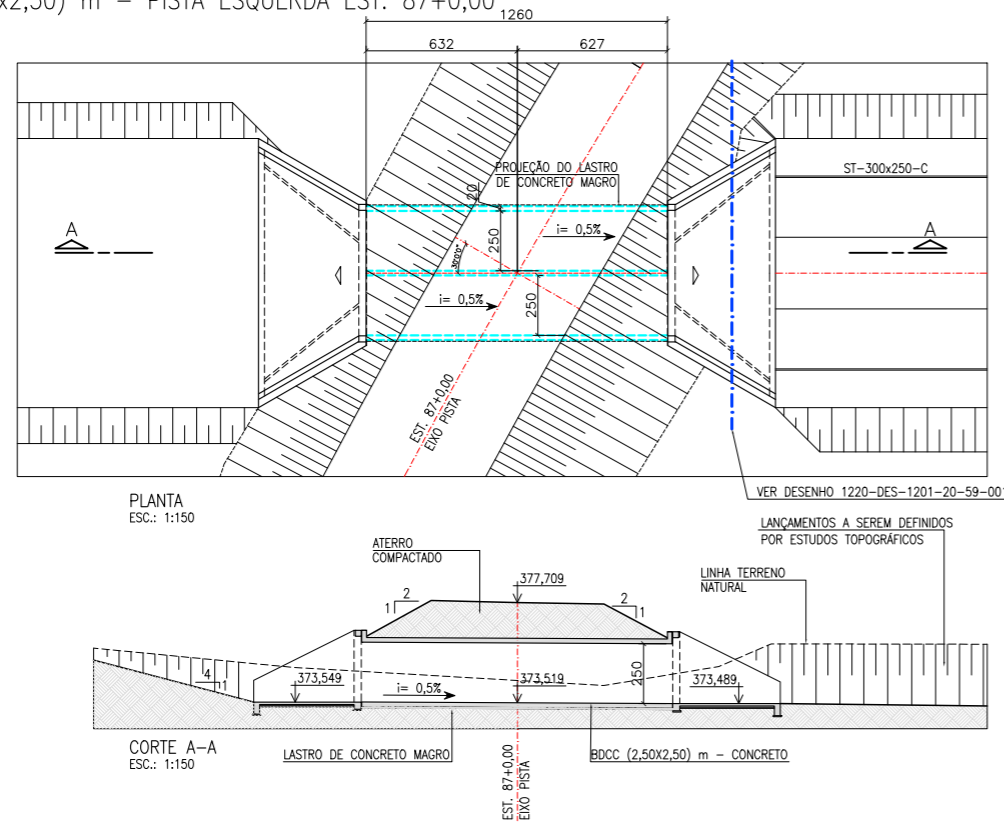 x2,50) m – PISTA ESQUERDA EST. 87+0,00
1260
632
627
PROJEÇÃO DO LASTRO
DE CONCRETO MAGRO
ST-300x250-C
20
A
A
i= 0,5%
250
30°0'0"
i= 0,5%
250
EST. 87+0,00
EIXO PISTA
VER DESENHO 1220-DES-1201-20-59-001
PLANTA
ESC.: 1:150
LANÇAMENTOS A SEREM DEFINIDOS
POR ESTUDOS TOPOGRÁFICOS
ATERRO
COMPACTADO
LINHA TERRENO
NATURAL
377,709
2
1
2
1
4
1
373,549
i= 0,5%
373,519
250
373,489
CORTE A-A
ESC.: 1:150
LASTRO DE CONCRETO MAGRO
BDCC (2,50X2,50) m – CONCRETO
EST. 87+0,00
EIXO PISTA